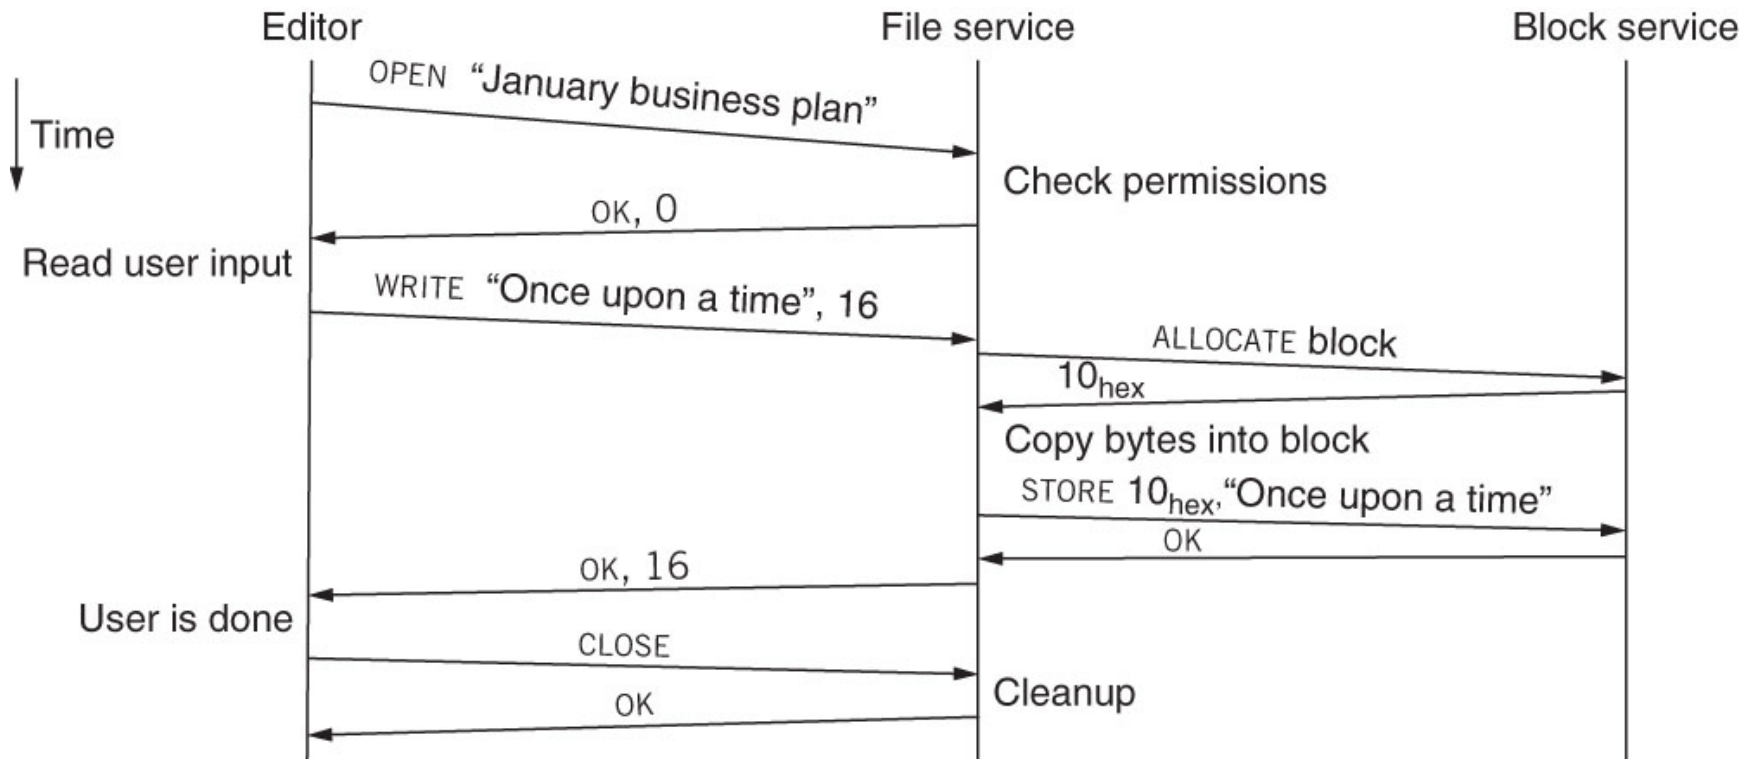 Editor
File service
Block service
OPEN “January business plan”
Time
Check permissions
OK, 0
Read user input
WRITE “Once upon a time”, 16
ALLOCATE block
10hex
Copy bytes into block
STORE 10hex,“Once upon a time”
OK
OK, 16
User is done
CLOSE
Cleanup
OK